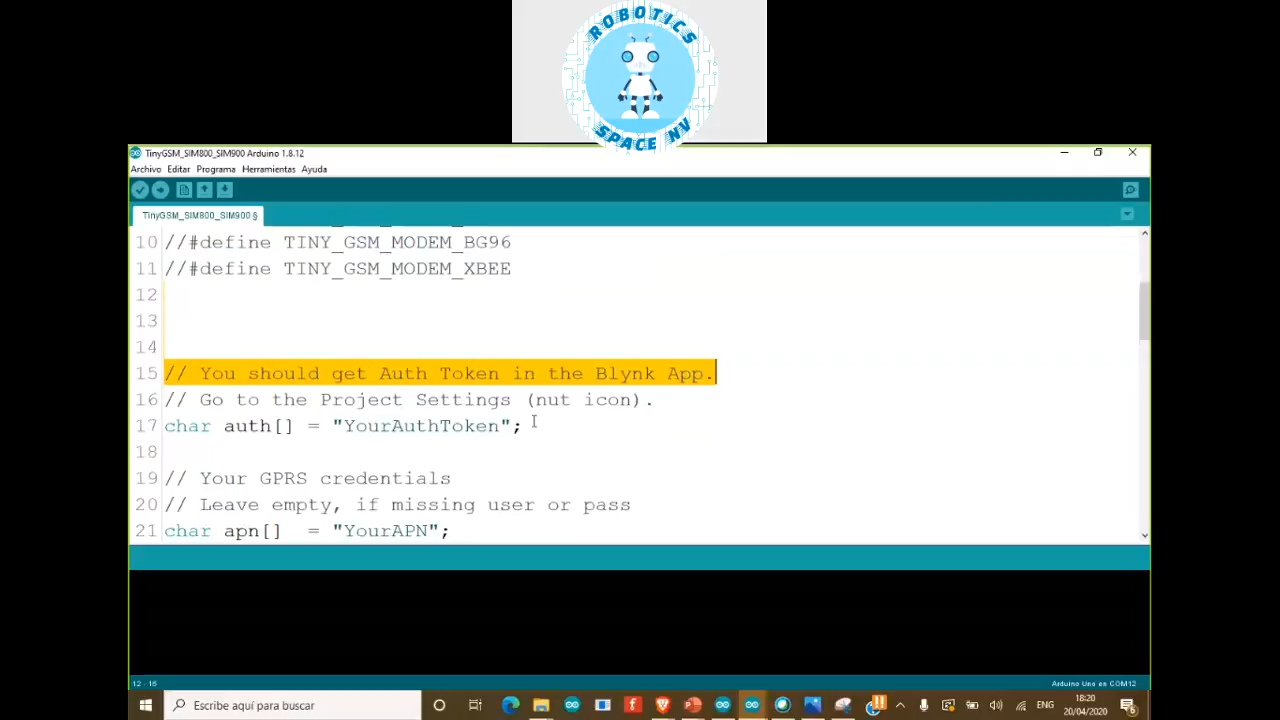 ROBOTICS
SPACE NV
TinyGSM_SIM800_SIM900 Arduino 1.8.12
Archivo Editar Programa Herramientas Ayuda
TinyGSM_SIM800_SIM900 §
10 //#define TINY_GSM_MODEM_BG96
11 //#define TINY_GSM_MODEM_XBEE
12
13
14
15 // You should get Auth Token in the Blynk App.
16 // Go to the Project Settings (nut icon).
17 char auth[] = "YourAuthToken";
18
19 // Your GPRS credentials
20 // Leave empty, if missing user or pass
21 char apn[]  = "YourAPN";
12 - 15
Arduino Uno en COM12
Escribe aquí para buscar
ENG
18:20
20/04/2020